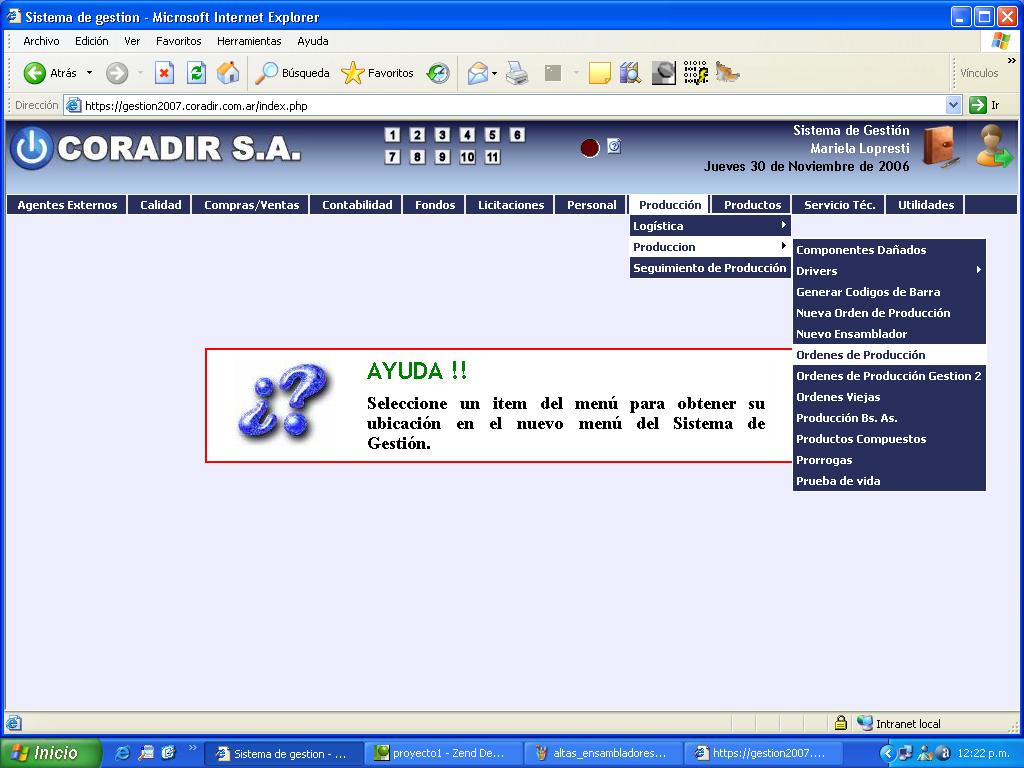 Sistema de gestion - Microsoft Internet Explorer
Archivo Edición Ver Favoritos Herramientas Ayuda
Atrás Búsqueda Favoritos Vínculos »
Dirección https://gestion2007.coradir.com.ar/index.php Ir
CORADIR S.A.
1 2 3 4 5 6
7 8 9 10 11
Sistema de Gestión
Mariela Lopresti
Jueves 30 de Noviembre de 2006
Agentes Externos Calidad Compras/Ventas Contabilidad Fondos Licitaciones Personal Producción Productos Servicio Téc. Utilidades
Logística
Produccion
Seguimiento de Producción
Componentes Dañados
Drivers
Generar Codigos de Barra
Nueva Orden de Producción
Nuevo Ensamblador
Ordenes de Producción
Ordenes de Producción Gestion 2
Ordenes Viejas
Producción Bs. As.
Productos Compuestos
Prorrogas
Prueba de vida
¿?
AYUDA !!
Seleccione un item del menú para obtener su
ubicación en el nuevo menú del Sistema de
Gestión.
Intranet local
Inicio » Sistema de gestion - ... proyecto1 - Zend De... altas_ensambladores... https://gestion2007.... 12:22 p.m.